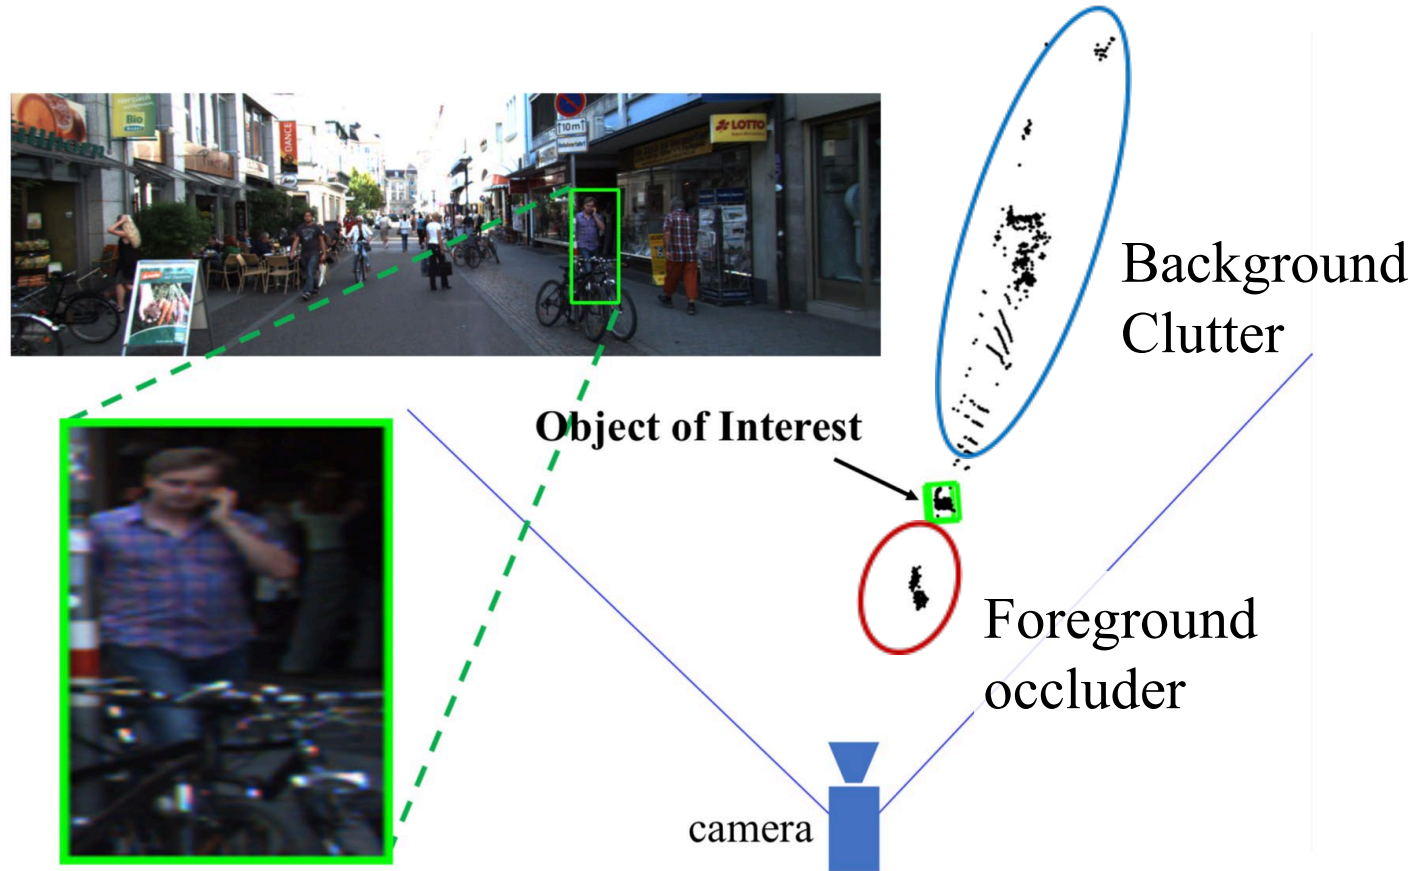 Bio
DANCE
10m
LOTTO
Background
Clutter
Object of Interest
Foreground
occluder
camera